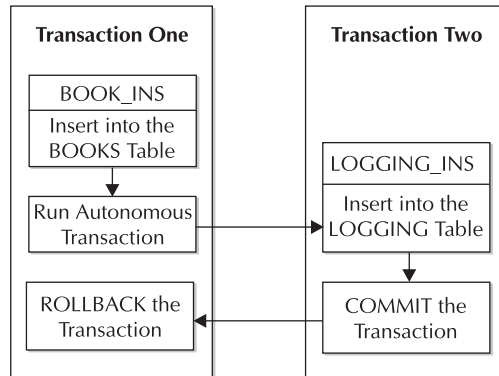 Transaction One
BOOK_INS
Insert into the
BOOKS Table
Run Autonomous
Transaction
ROLLBACK the
Transaction
Transaction Two
LOGGING_INS
Insert into the
LOGGING Table
COMMIT the
Transaction